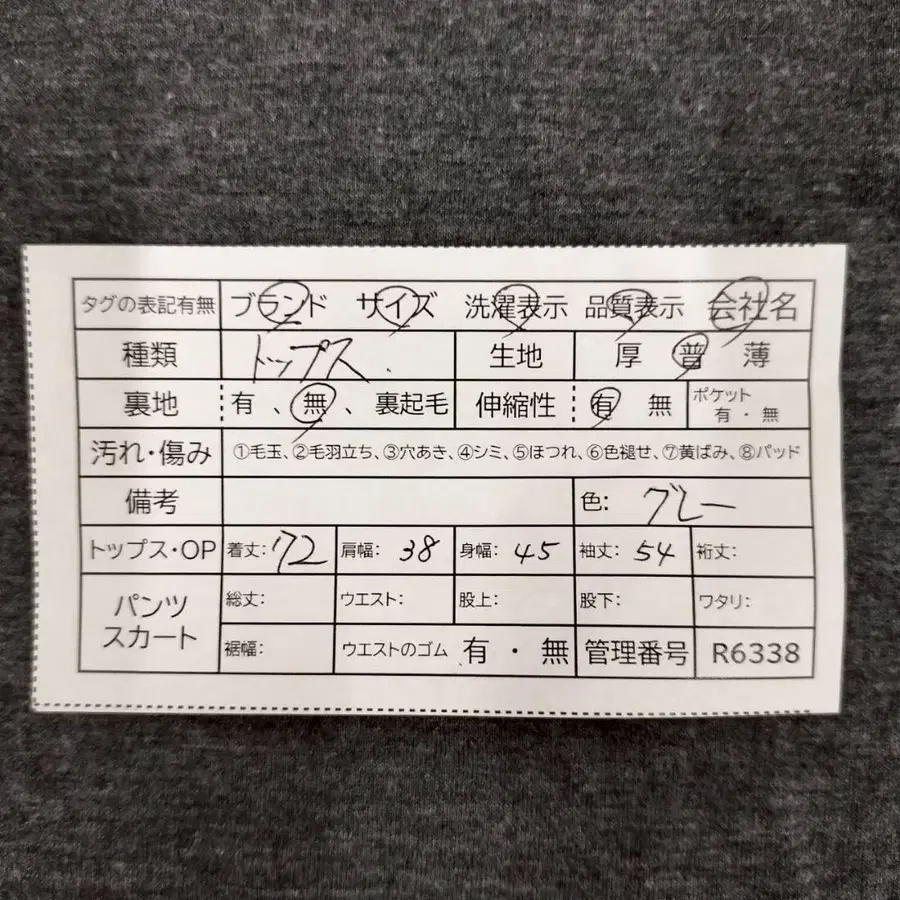 タグの表記有無 ブランド サイズ 洗濯表示 品質表示 会社名
種類 トップス. 生地 厚 普 薄
裏地 有、無、裏起毛 伸縮性 有 無 ポケット 有・無
汚れ・傷み ①毛玉、②毛羽立ち、③穴あき、④シミ、⑤ほつれ、⑥色褪せ、⑦黄ばみ、⑧パッド
備考 色: グレー
トップス・OP 着丈:72 肩幅: 38 身幅: 45 袖丈: 54 裄丈:
パンツ スカート 総丈: ウエスト: 股上: 股下: ワタリ:
裾幅: ウエストのゴム 有・無 管理番号 R6338